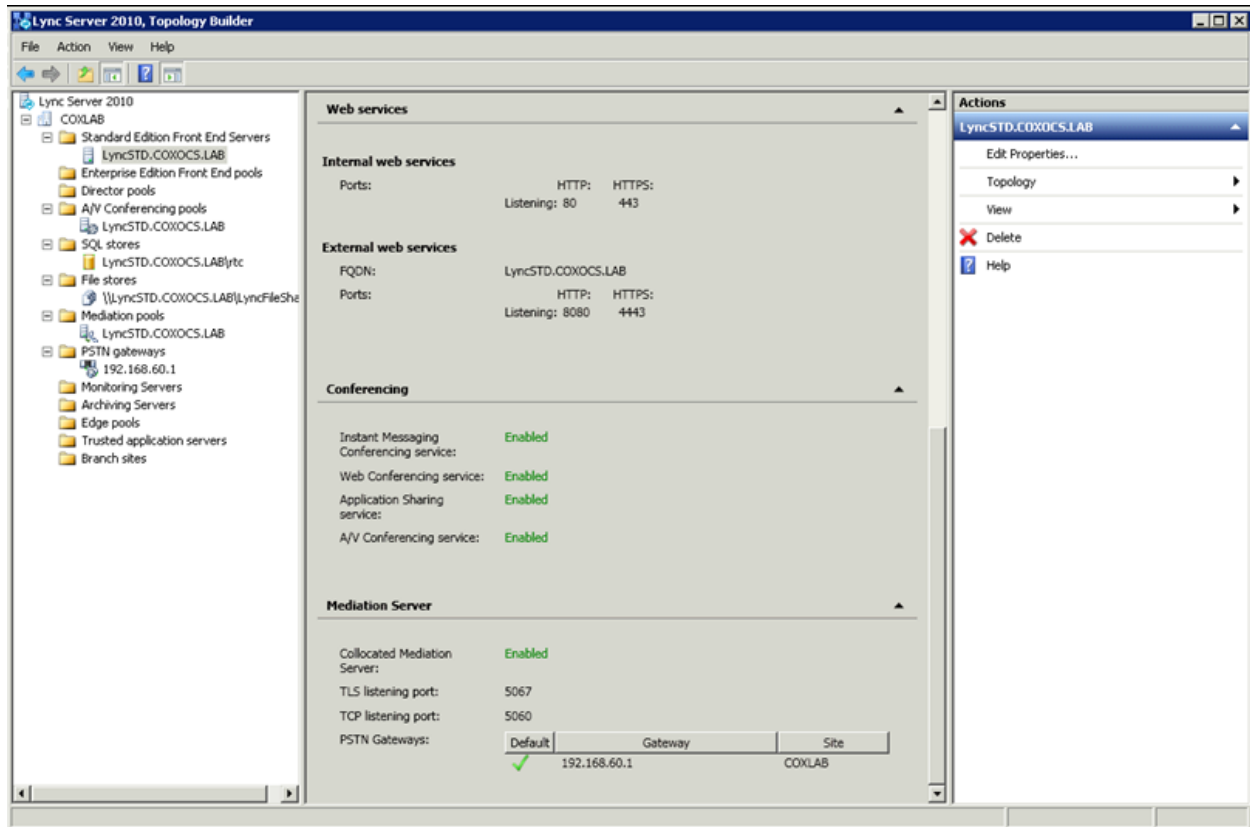 Lync Server 2010, Topology Builder
File Action View Help
Lync Server 2010
COXLAB
Standard Edition Front End Servers
LyncSTD.COXOCS.LAB
Enterprise Edition Front End pools
Director pools
A/V Conferencing pools
LyncSTD.COXOCS.LAB
SQL stores
LyncSTD.COXOCS.LAB\rtc
File stores
\\LyncSTD.COXOCS.LAB\LyncFileSha
Mediation pools
LyncSTD.COXOCS.LAB
PSTN gateways
192.168.60.1
Monitoring Servers
Archiving Servers
Edge pools
Trusted application servers
Branch sites
Web services
Internal web services
Ports: HTTP: HTTPS:
Listening: 80 443
External web services
FQDN: LyncSTD.COXOCS.LAB
Ports: HTTP: HTTPS:
Listening: 8080 4443
Conferencing
Instant Messaging Enabled
Conferencing service:
Web Conferencing service: Enabled
Application Sharing Enabled
service:
A/V Conferencing service: Enabled
Mediation Server
Collocated Mediation Enabled
Server:
TLS listening port: 5067
TCP listening port: 5060
PSTN Gateways: Default Gateway Site
192.168.60.1 COXLAB
Actions
LyncSTD.COXOCS.LAB
Edit Properties...
Topology
View
Delete
Help